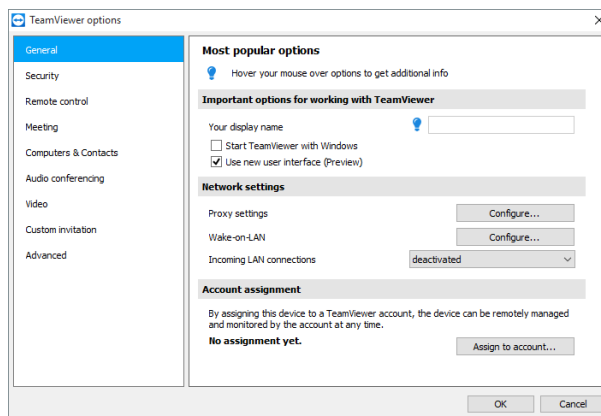 TeamViewer options
General
Security
Remote control
Meeting
Computers & Contacts
Audio conferencing
Video
Custom invitation
Advanced
Most popular options
Hover your mouse over options to get additional info
Important options for working with TeamViewer
Your display name
Start TeamViewer with Windows
Use new user interface (Preview)
Network settings
Proxy settings
Configure...
Wake-on-LAN
Configure...
Incoming LAN connections
deactivated
Account assignment
By assigning this device to a TeamViewer account, the device can be remotely managed
and monitored by the account at any time.
No assignment yet.
Assign to account...
OK
Cancel